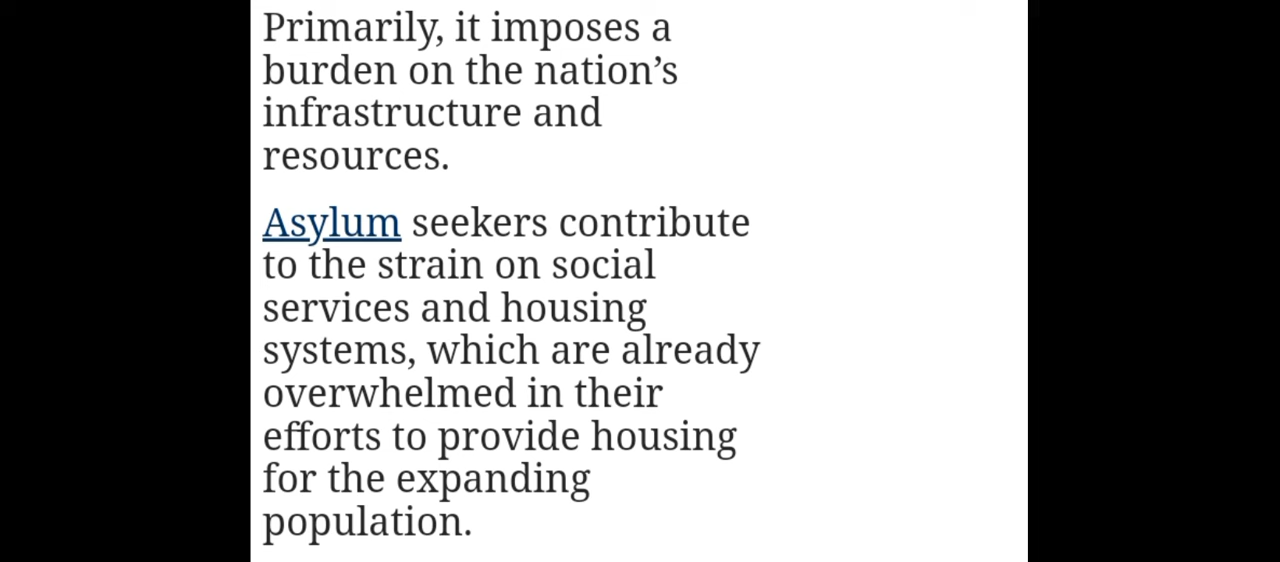 Primarily, it imposes a
burden on the nation’s
infrastructure and
resources.
Asylum seekers contribute
to the strain on social
services and housing
systems, which are already
overwhelmed in their
efforts to provide housing
for the expanding
population.